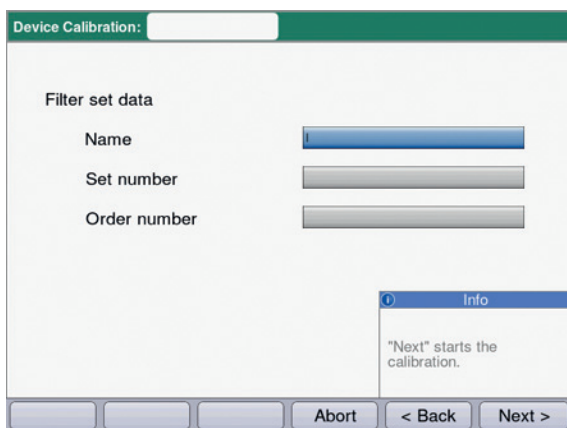 Device Calibration:
Filter set data
Name
Set number
Order number
Info
"Next" starts the
calibration.
Abort
< Back
Next >